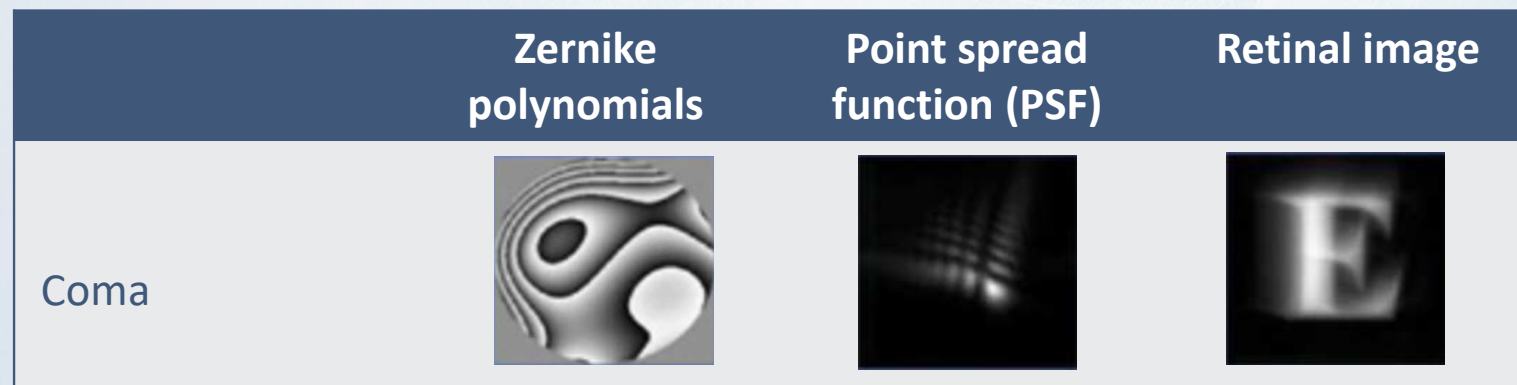 Zernike
polynomials
Point spread
function (PSF)
Retinal image
Coma
E